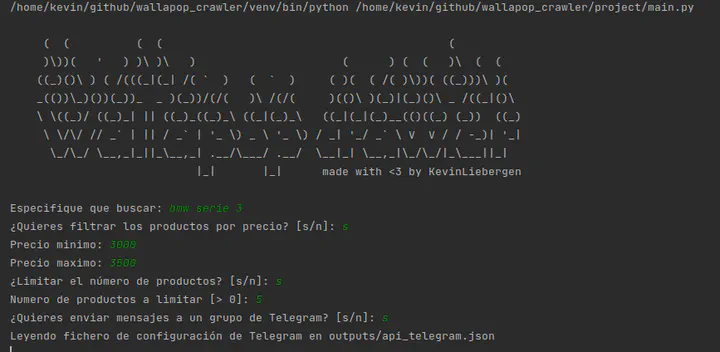 /home/kevin/github/wallapop_crawler/venv/bin/python /home/kevin/github/wallapop_crawler/project/main.py
made with <3 by KevinLiebergen
Especifique que buscar: bmw serie 3
¿Quieres filtrar los productos por precio? [s/n]: s
Precio minimo: 3000
Precio maximo: 3500
¿Limitar el número de productos? [s/n]: s
Numero de productos a limitar [> 0]: 5
¿Quieres enviar mensajes a un grupo de Telegram? [s/n]: s
Leyendo fichero de configuración de Telegram en outputs/api_telegram.json